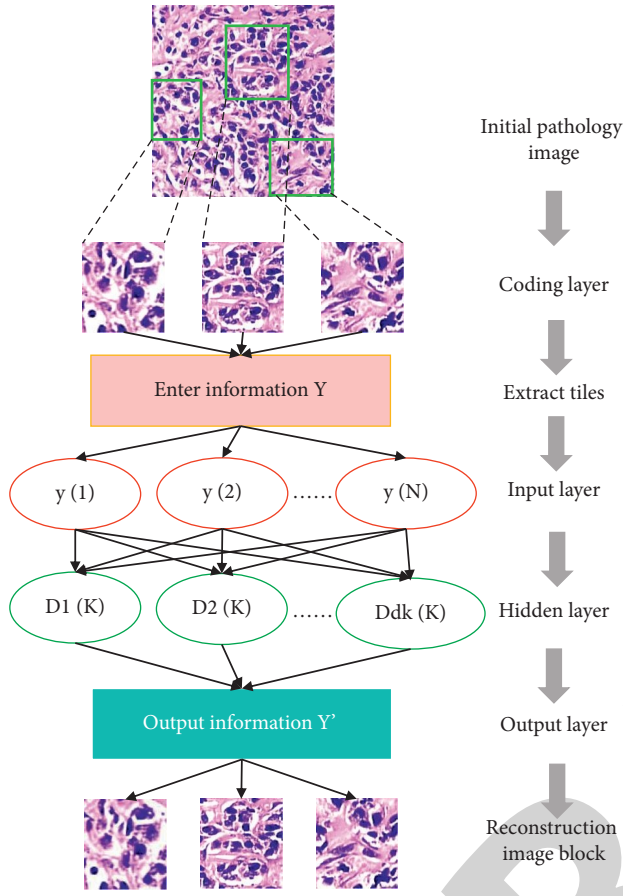 Initial pathology
image
Coding layer
Enter information Y
Extract tiles
y (1)
y (2)
......
y (N)
Input layer
D1 (K)
D2 (K)
......
Ddk (K)
Hidden layer
Output information Y’
Output layer
Reconstruction
image block